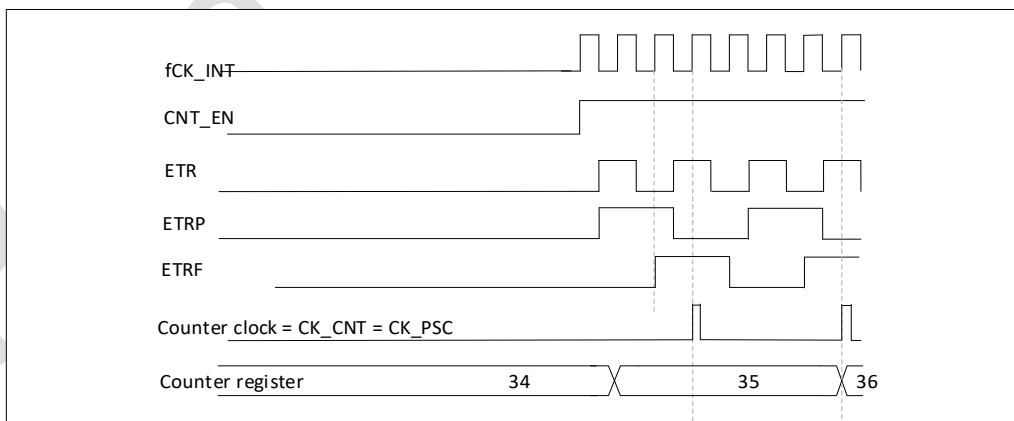 fCK_INT
CNT_EN
ETR
ETRP
ETRF
Counter clock = CK_CNT = CK_PSC
Counter register 34 35 36